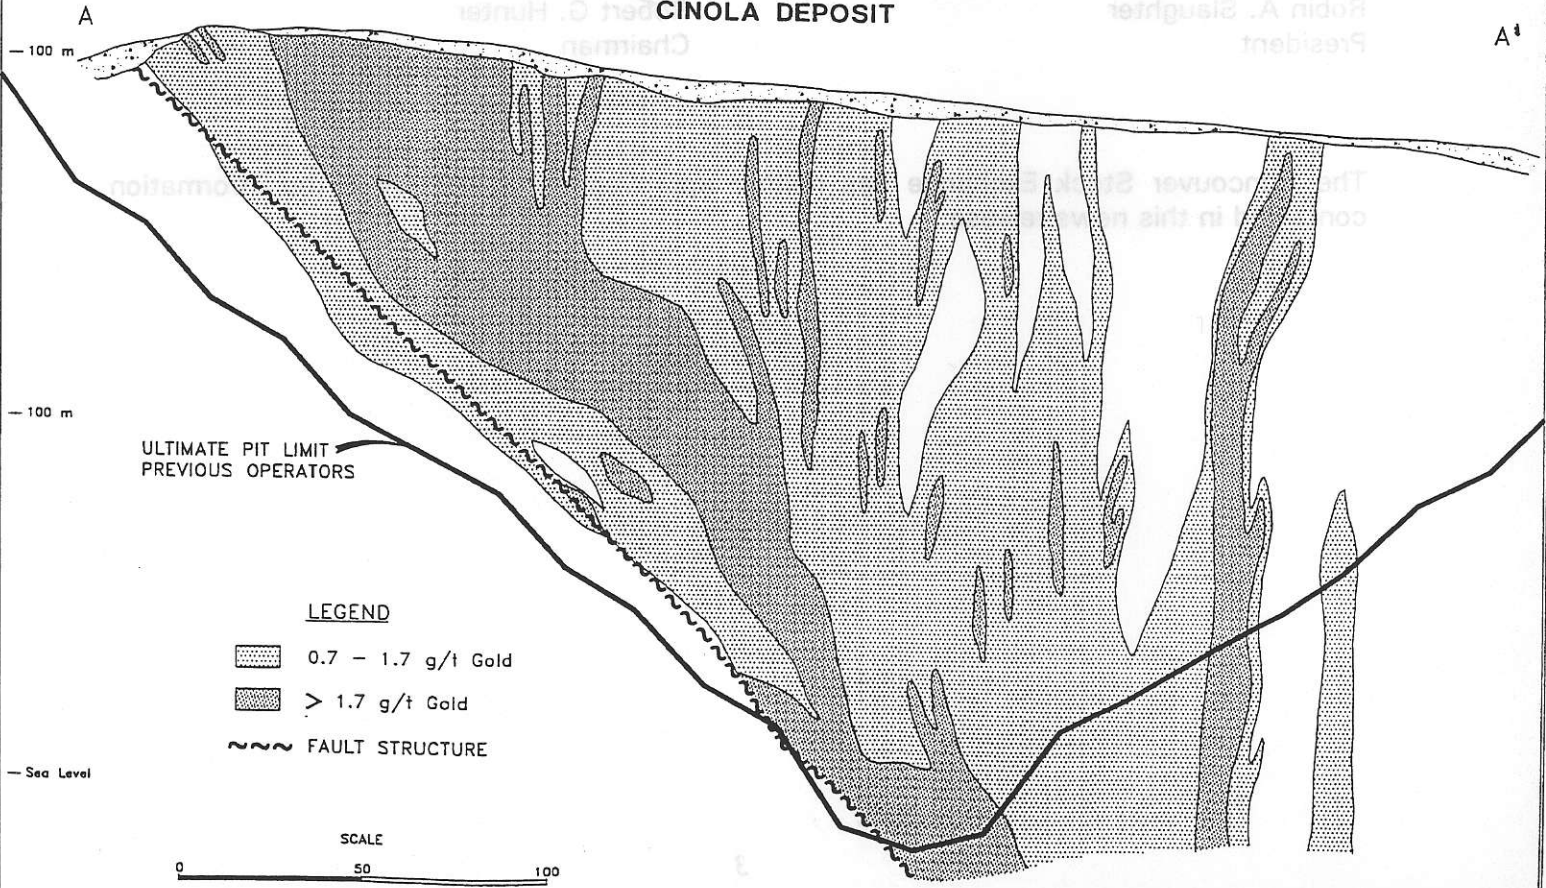 CINOLA DEPOSIT
A
A'
100 m
100 m
ULTIMATE PIT LIMIT
PREVIOUS OPERATORS
LEGEND
0.7 – 1.7 g/t Gold
> 1.7 g/t Gold
FAULT STRUCTURE
Sea Level
SCALE
0 50 100